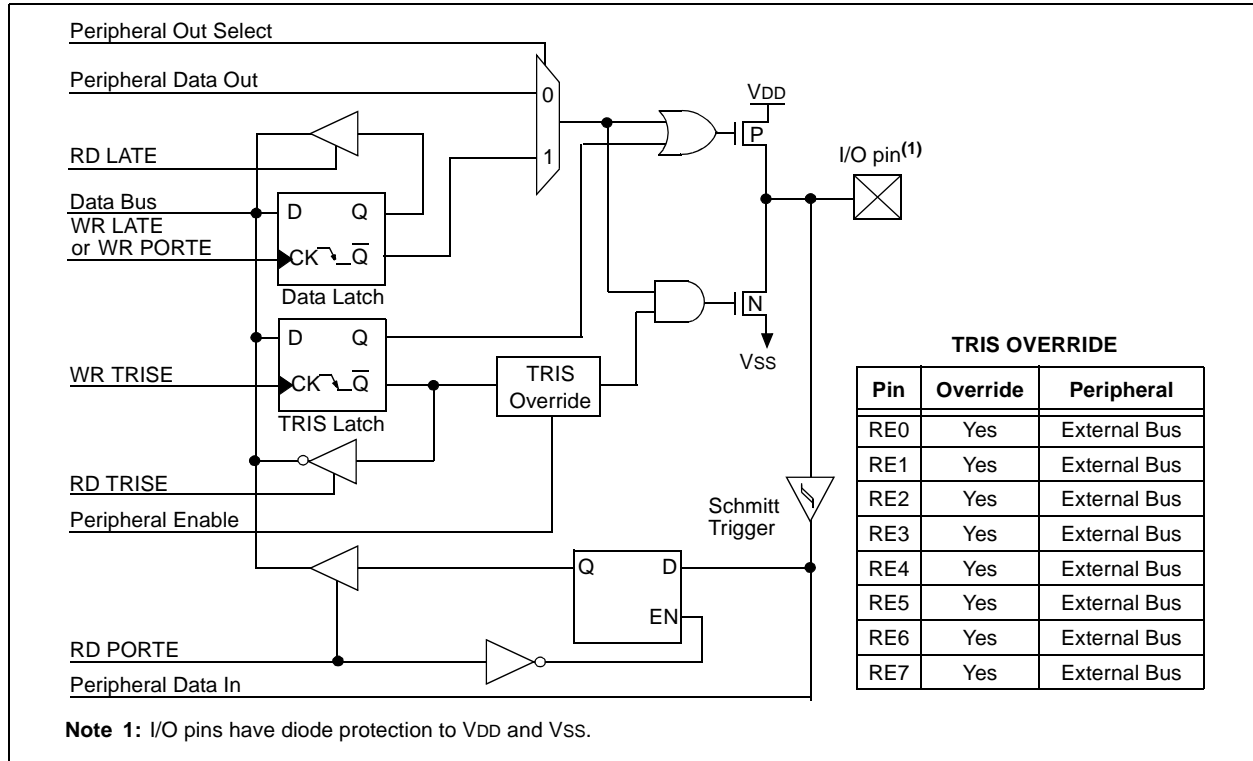 Peripheral Out Select
Peripheral Data Out
0
1
VDD
P
I/O pin(1)
RD LATE
Data Bus
WR LATE
or WR PORTE
D Q
CK Q̅
Data Latch
N
VSS
D Q
CK Q̅
TRIS Latch
WR TRISE
TRIS
Override
RD TRISE
Peripheral Enable
Schmitt
Trigger
Q D
EN
RD PORTE
Peripheral Data In
TRIS OVERRIDE
Pin Override Peripheral
RE0 Yes External Bus
RE1 Yes External Bus
RE2 Yes External Bus
RE3 Yes External Bus
RE4 Yes External Bus
RE5 Yes External Bus
RE6 Yes External Bus
RE7 Yes External Bus
Note 1: I/O pins have diode protection to VDD and VSS.